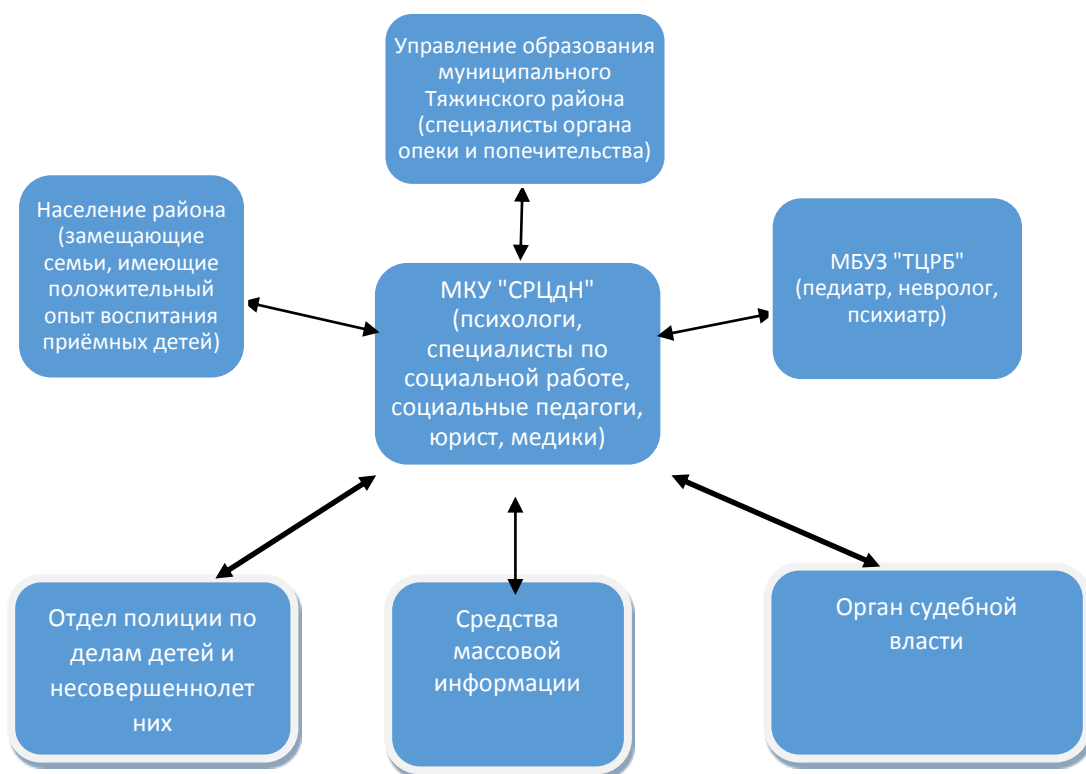 Управление образования
муниципального
Тяжинского района
(специалисты органа
опеки и попечительства)
Население района
(замещающие
семьи, имеющие
положительный
опыт воспитания
приёмных детей)
МКУ "СРЦдН"
(психологи,
специалисты по
социальной работе,
социальные педагоги,
юрист, медики)
МБУЗ "ТЦРБ"
(педиатр, невролог,
психиатр)
Отдел полиции по
делам детей и
несовершеннолет
них
Средства
массовой
информации
Орган судебной
власти